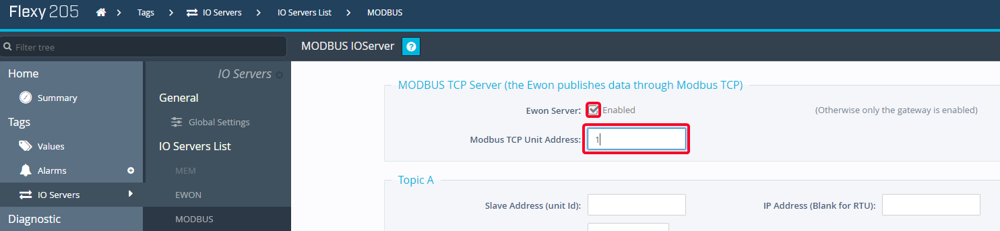 Flexy 205 > Tags > IO Servers > IO Servers List > MODBUS
Filter tree
MODBUS IOServer ?
Home
Summary
Tags
Values
Alarms
IO Servers
Diagnostic
IO Servers
General
Global Settings
IO Servers List
MEM
EWON
MODBUS
MODBUS TCP Server (the Ewon publishes data through Modbus TCP)
Ewon Server: Enabled (Otherwise only the gateway is enabled)
Modbus TCP Unit Address: 1
Topic A
Slave Address (unit Id): IP Address (Blank for RTU):